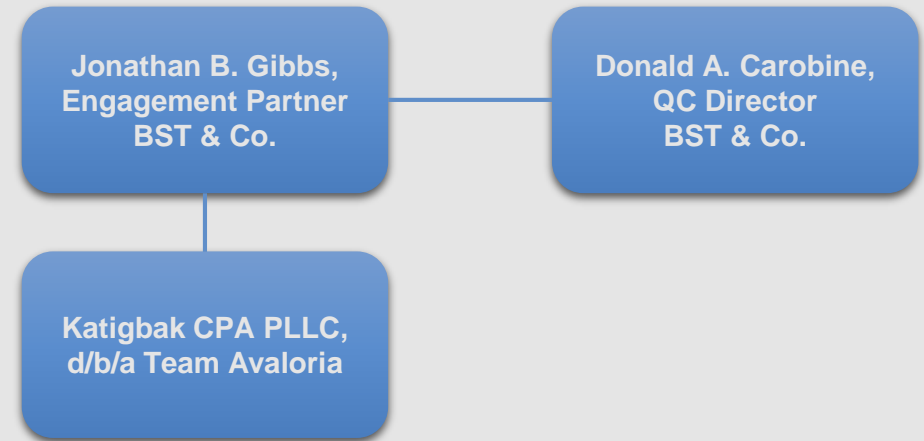 Jonathan B. Gibbs,
Engagement Partner
BST & Co.
Donald A. Carobine,
QC Director
BST & Co.
Katigbak CPA PLLC,
d/b/a Team Avaloria